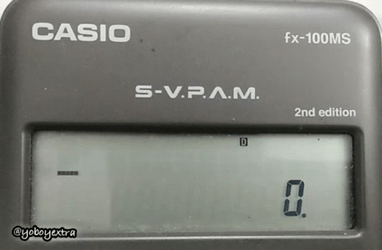 CASIO
fx-100MS
S-V.P.A.M.
2nd edition
D
0.
@yoboyextra